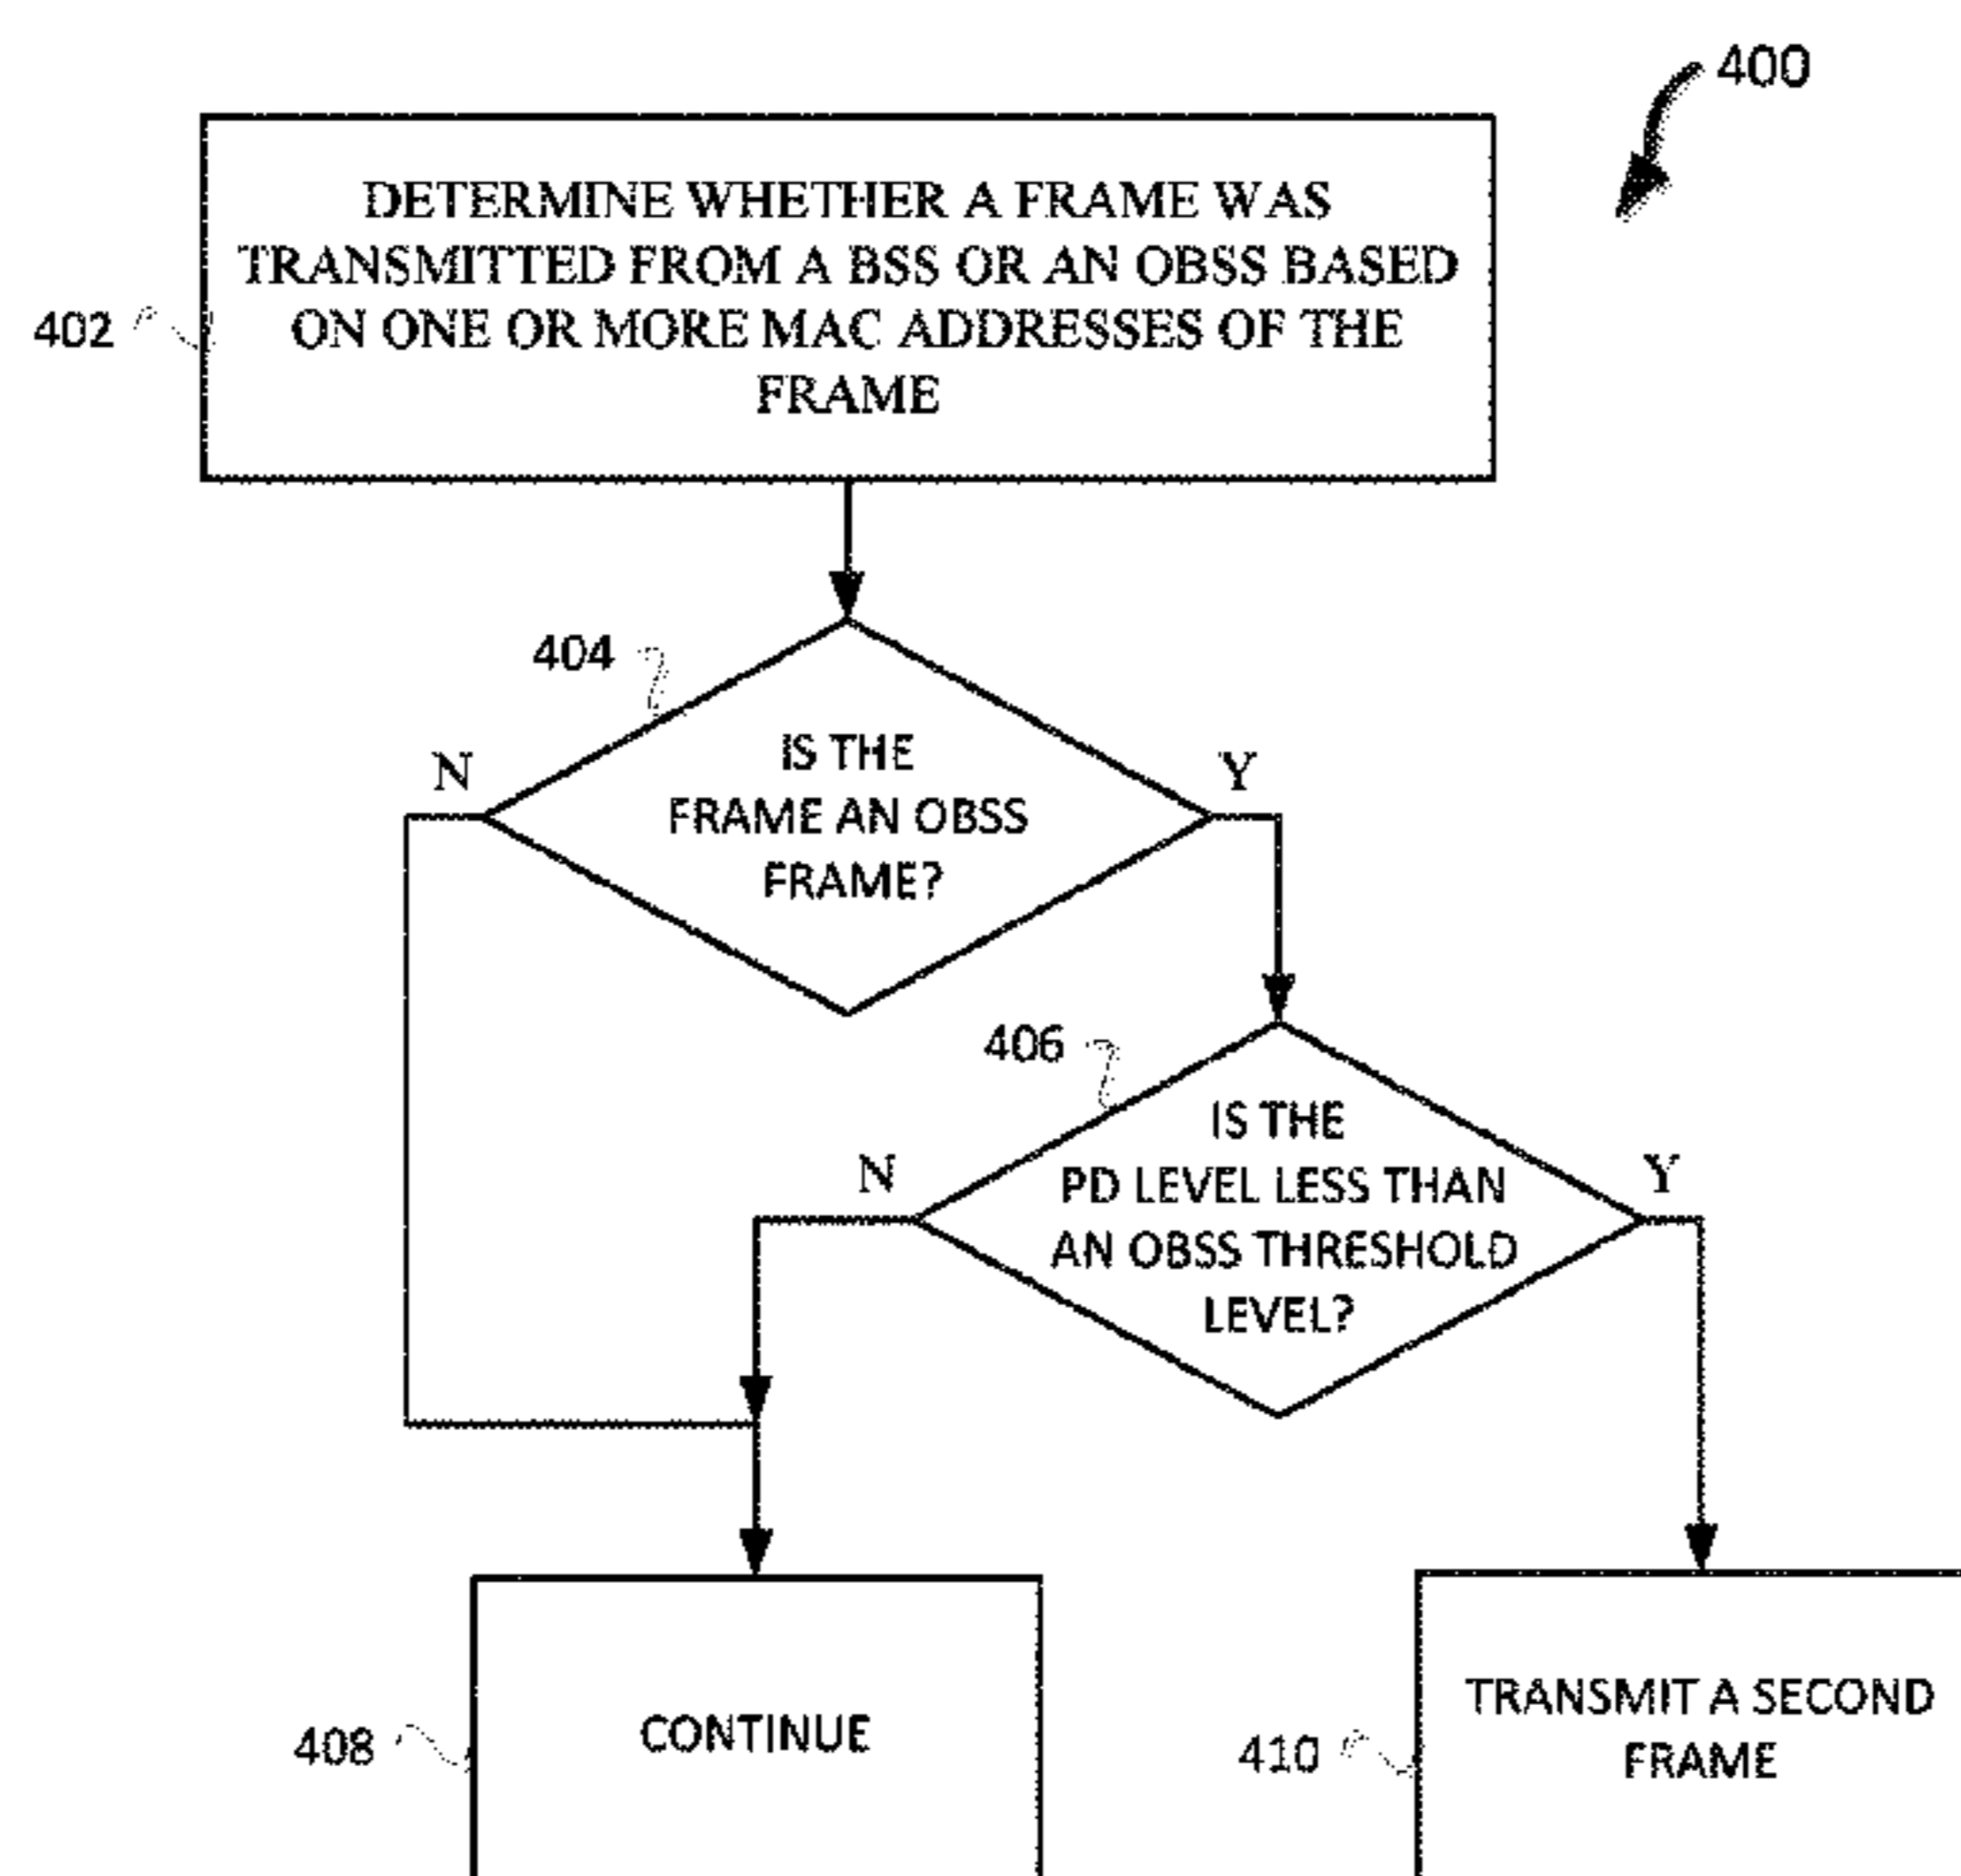 400
DETERMINE WHETHER A FRAME WAS
TRANSMITTED FROM A BSS OR AN OBSS BASED
ON ONE OR MORE MAC ADDRESSES OF THE
FRAME
402
404
N
Y
IS THE
FRAME AN OBSS
FRAME?
406
N
Y
IS THE
PD LEVEL LESS THAN
AN OBSS THRESHOLD
LEVEL?
408
CONTINUE
410
TRANSMIT A SECOND
FRAME